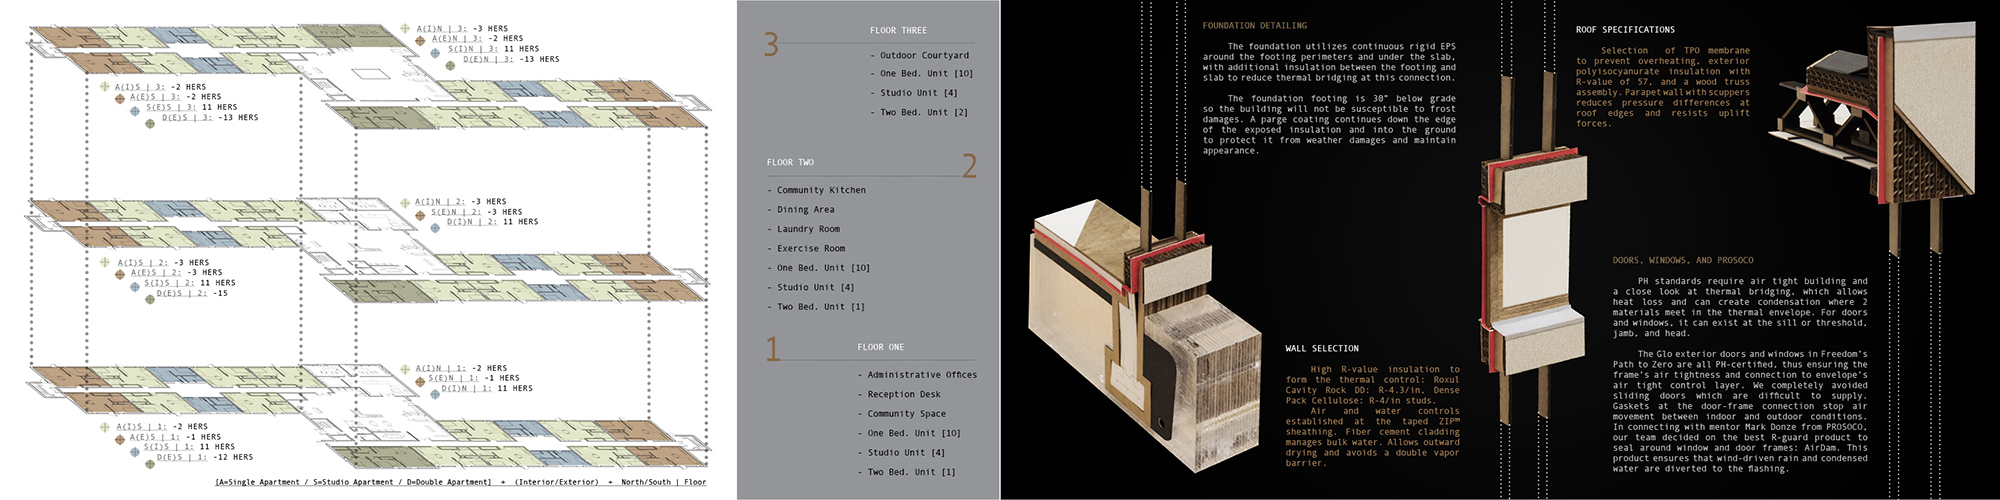 A(I)N | 3: -3 HERS
A(E)N | 3: -2 HERS
S(I)N | 3: 11 HERS
D(E)N | 3: -13 HERS
A(I)S | 3: -2 HERS
A(E)S | 3: -2 HERS
S(E)S | 3: 11 HERS
D(E)S | 3: -13 HERS
A(I)N | 2: -3 HERS
S(E)N | 2: -3 HERS
D(I)N | 2: 11 HERS
A(I)S | 2: -3 HERS
A(E)S | 2: -3 HERS
S(I)S | 2: 11 HERS
D(E)S | 2: -15
A(I)N | 1: -2 HERS
S(E)N | 1: -1 HERS
D(I)N | 1: 11 HERS
A(I)S | 1: -2 HERS
A(E)S | 1: -1 HERS
S(I)S | 1: 11 HERS
D(E)S | 1: -12 HERS
[A=Single Apartment / S=Studio Apartment / D=Double Apartment] + (Interior/Exterior) + North/South | Floor
3
FLOOR THREE
- Outdoor Courtyard
- One Bed. Unit [10]
- Studio Unit [4]
- Two Bed. Unit [2]
FLOOR TWO
2
- Community Kitchen
- Dining Area
- Laundry Room
- Exercise Room
- One Bed. Unit [10]
- Studio Unit [4]
- Two Bed. Unit [1]
1
FLOOR ONE
- Administrative Offices
- Reception Desk
- Community Space
- One Bed. Unit [10]
- Studio Unit [4]
- Two Bed. Unit [1]
FOUNDATION DETAILING
The foundation utilizes continuous rigid EPS
around the footing perimeters and under the slab,
with additional insulation between the footing and
slab to reduce thermal bridging at this connection.
The foundation footing is 30" below grade
so the building will not be susceptible to frost
damages. A parge coating continues down the edge
of the exposed insulation and into the ground
to protect it from weather damages and maintain
appearance.
WALL SELECTION
High R-value insulation to
form the thermal control: Roxul
Cavity Rock DD: R-4.3/in, Dense
Pack Cellulose: R-4/in studs.
Air and water controls
established at the taped ZIP™
sheathing. Fiber cement cladding
manages bulk water. Allows outward
drying and avoids a double vapor
barrier.
ROOF SPECIFICATIONS
Selection of TPO membrane
to prevent overheating, exterior
polyisocyanurate insulation with
R-value of 57, and a wood truss
assembly. Parapet wall with scuppers
reduces pressure differences at
roof edges and resists uplift
forces.
DOORS, WINDOWS, AND PROSOCO
PH standards require air tight building and
a close look at thermal bridging, which allows
heat loss and can create condensation where 2
materials meet in the thermal envelope. For doors
and windows, it can exist at the sill or threshold,
jamb, and head.
The Glo exterior doors and windows in Freedom's
Path to Zero are all PH-certified, thus ensuring the
frame's air tightness and connection to envelope's
air tight control layer. We completely avoided
sliding doors which are difficult to supply.
Gaskets at the door-frame connection stop air
movement between indoor and outdoor conditions.
In connecting with mentor Mark Donze from PROSOCO,
our team decided on the best R-guard product to
seal around window and door frames: AirDam. This
product ensures that wind-driven rain and condensed
water are diverted to the flashing.